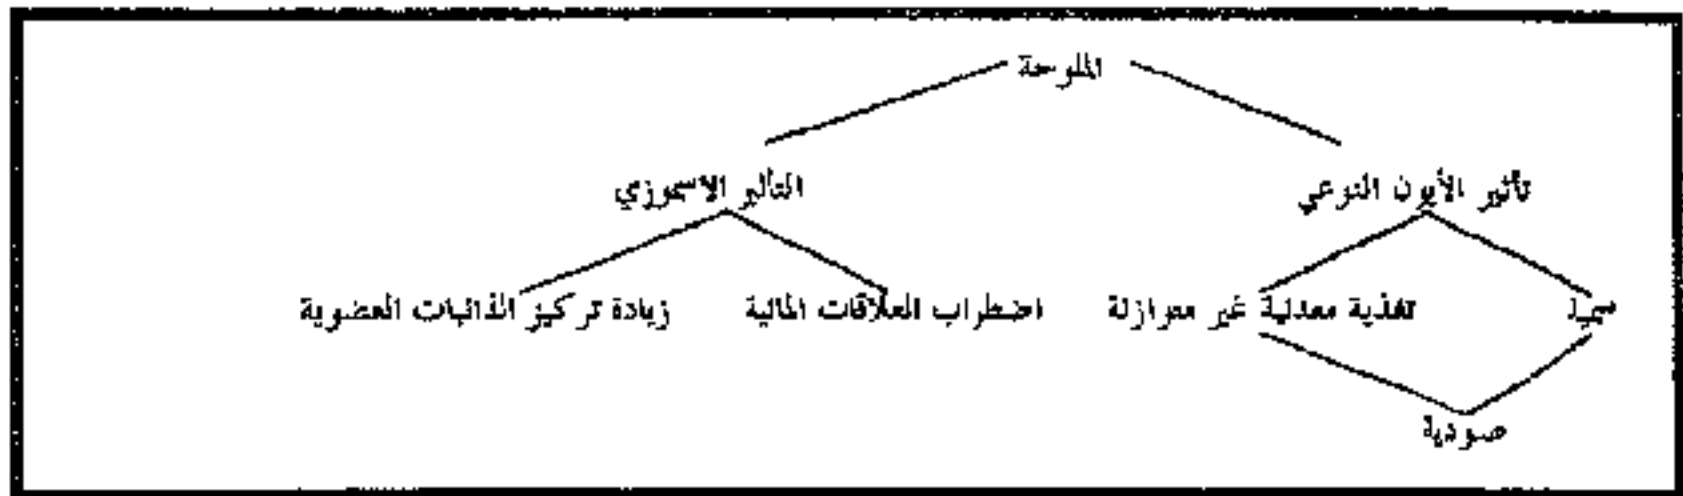 الملوحة
تأثير الأيون النوعي التأثير الاسموزي
سمية تغذية معدنية غير متوازنة اضطراب العلاقات المائية زيادة تركيز الذائبات العضوية
صودية